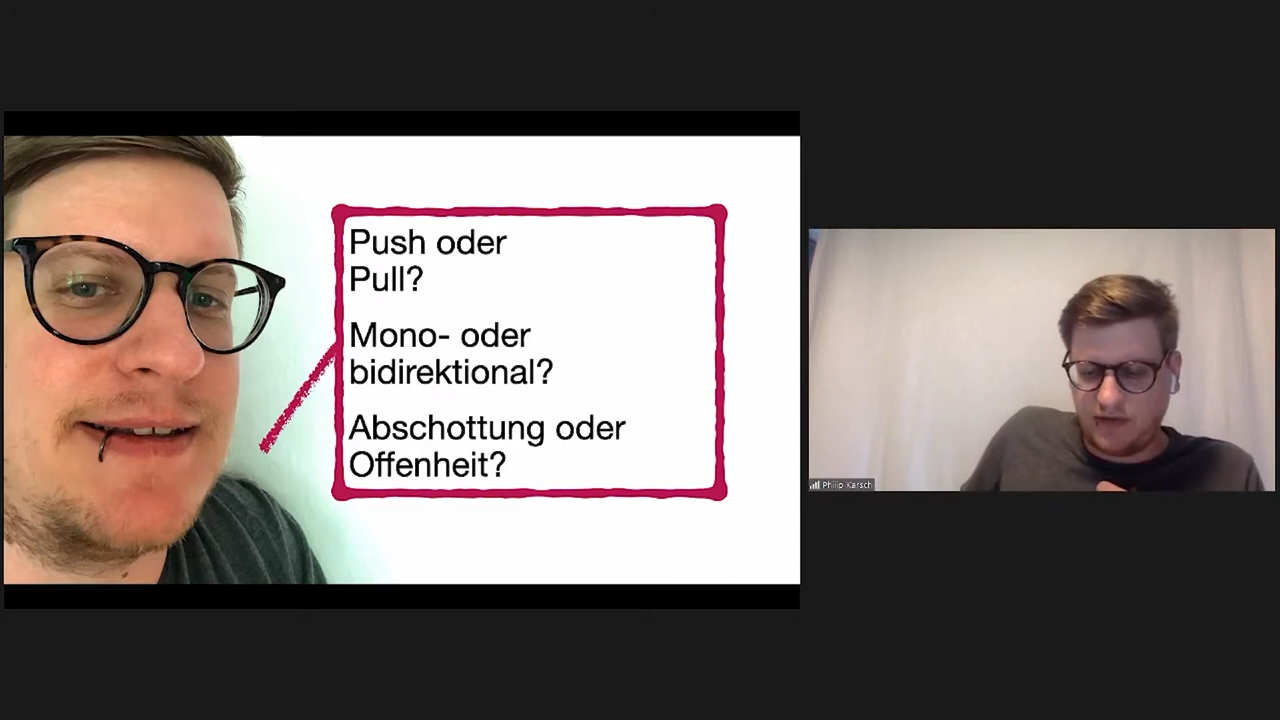 Push oder
Pull?
Mono- oder
bidirektional?
Abschottung oder
Offenheit?
Philip Karsch